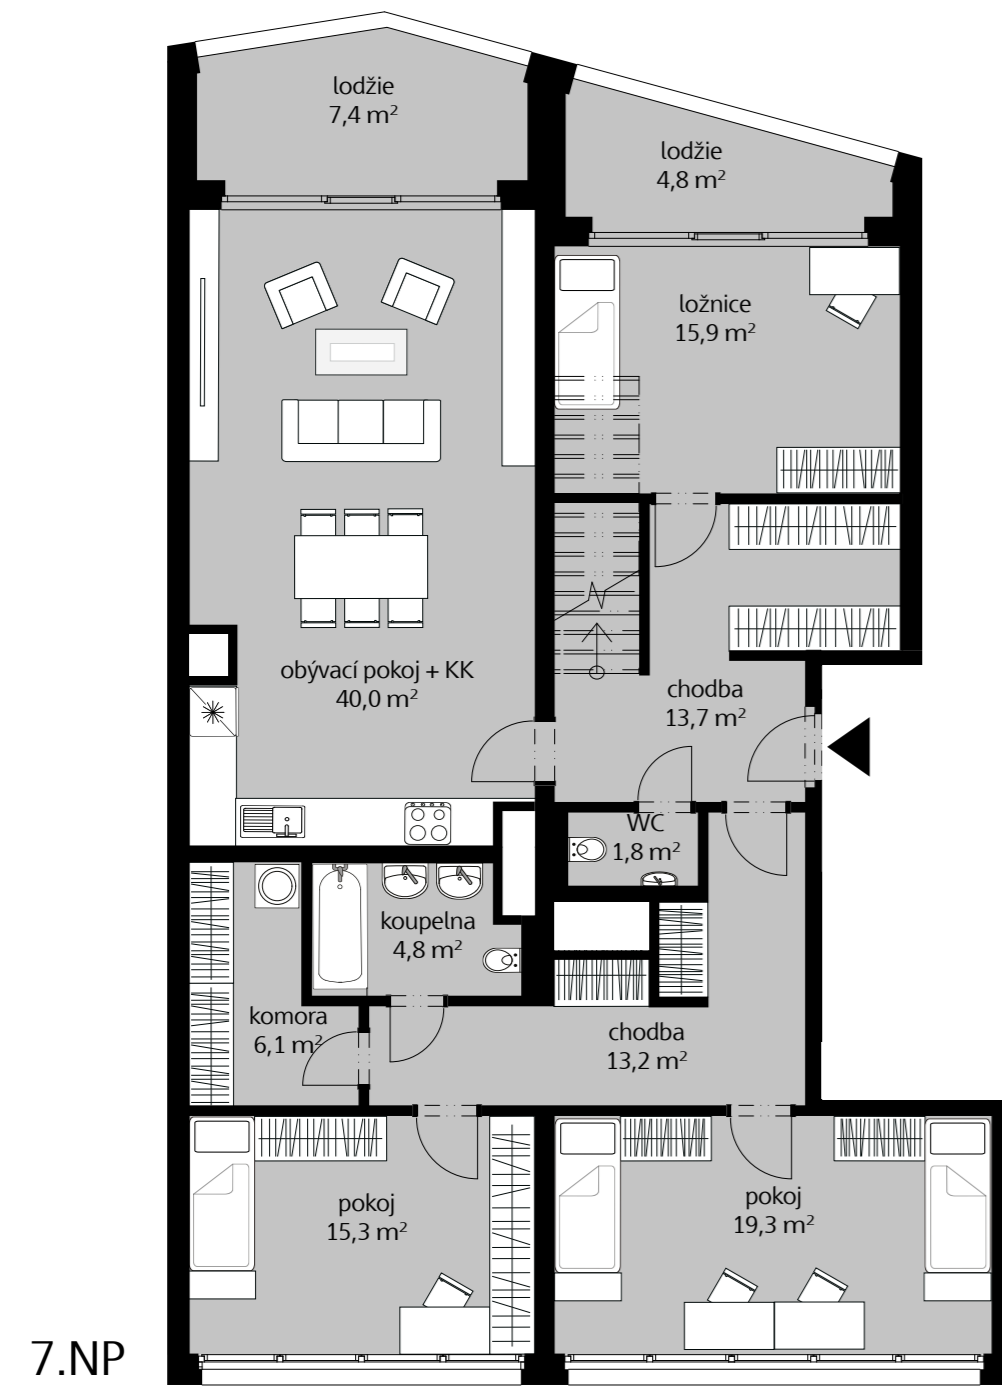 lodžie
7,4 m²
lodžie
4,8 m²
ložnice
15,9 m²
obývací pokoj + KK
40,0 m²
chodba
13,7 m²
WC
1,8 m²
koupelna
4,8 m²
komora
6,1 m²
chodba
13,2 m²
pokoj
15,3 m²
pokoj
19,3 m²
7.NP